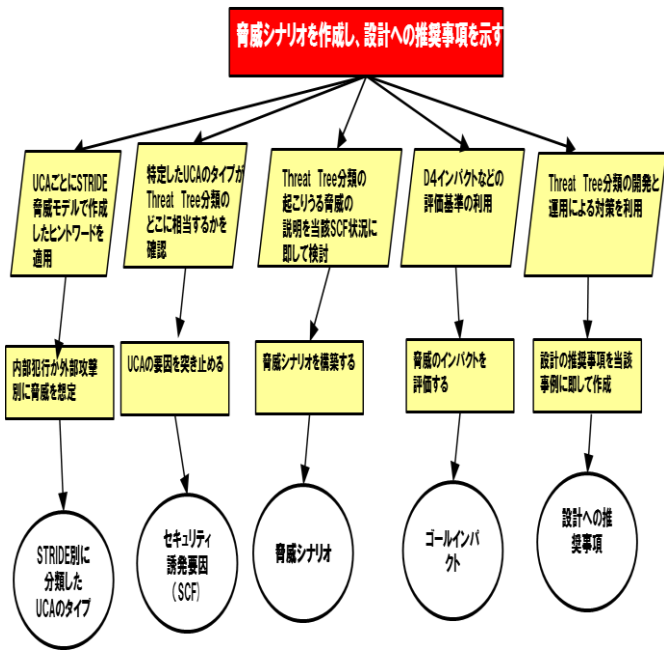 脅威シナリオを作成し、設計への推奨事項を示す
UCAごとにSTRIDE
脅威モデルで作成
したヒントワードを
適用
特定したUCAのタイプが
Threat Tree分類の
どこに相当するかを
確認
Threat Tree分類の
起こりうる脅威の
説明を当該SCF状況に
即して検討
D4インパクトなどの
評価基準の利用
Threat Tree分類の開発と
運用による対策を利用
内部犯行か外部攻撃
別に脅威を想定
UCAの要因を突き止める
脅威シナリオを構築する
脅威のインパクトを
評価する
設計の推奨事項を当該
事例に即して作成
STRIDE別に
分類した
UCAのタイプ
セキュリティ
誘発要因
(SCF)
脅威シナリオ
ゴールインパ
クト
設計への推
奨事項